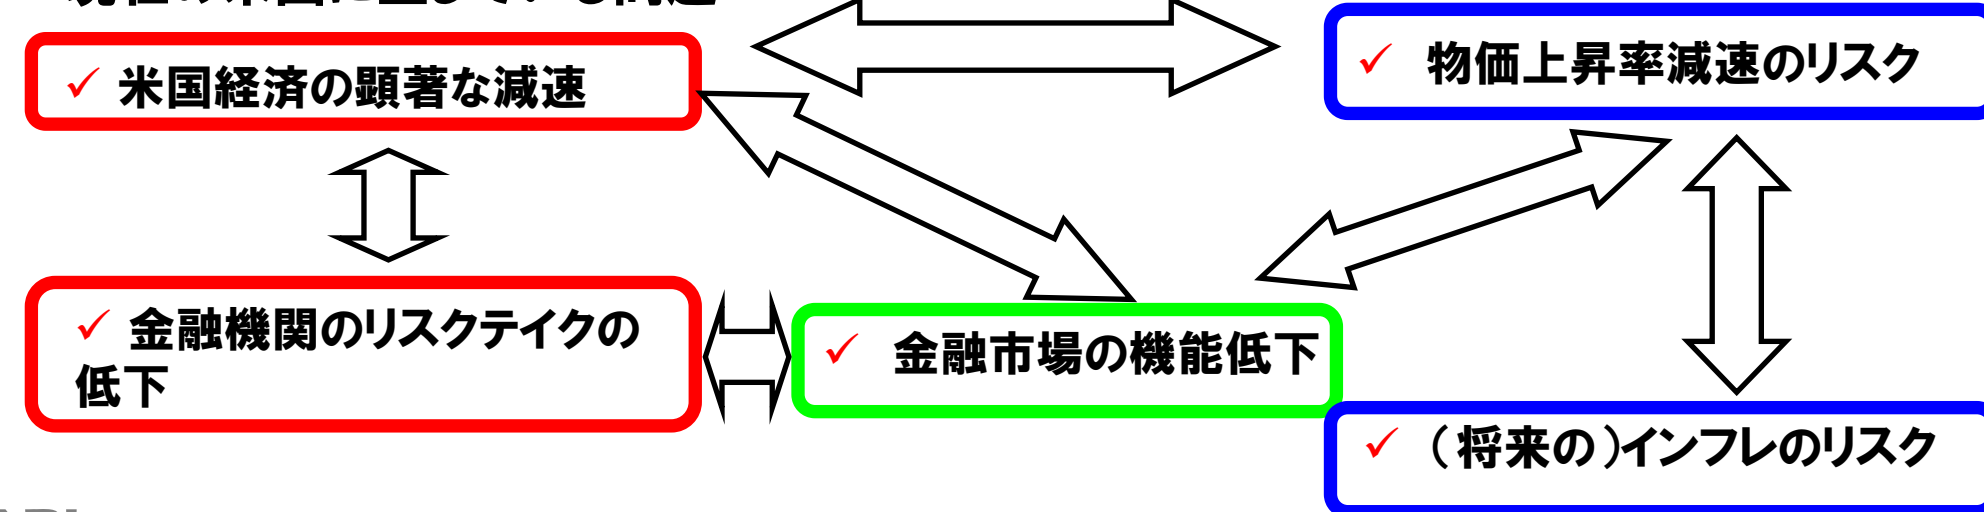 ✓ 米国経済の顕著な減速
✓ 物価上昇率減速のリスク
✓ 金融機関のリスクテイクの
低下
✓ 金融市場の機能低下
✓ (将来の)インフレのリスク